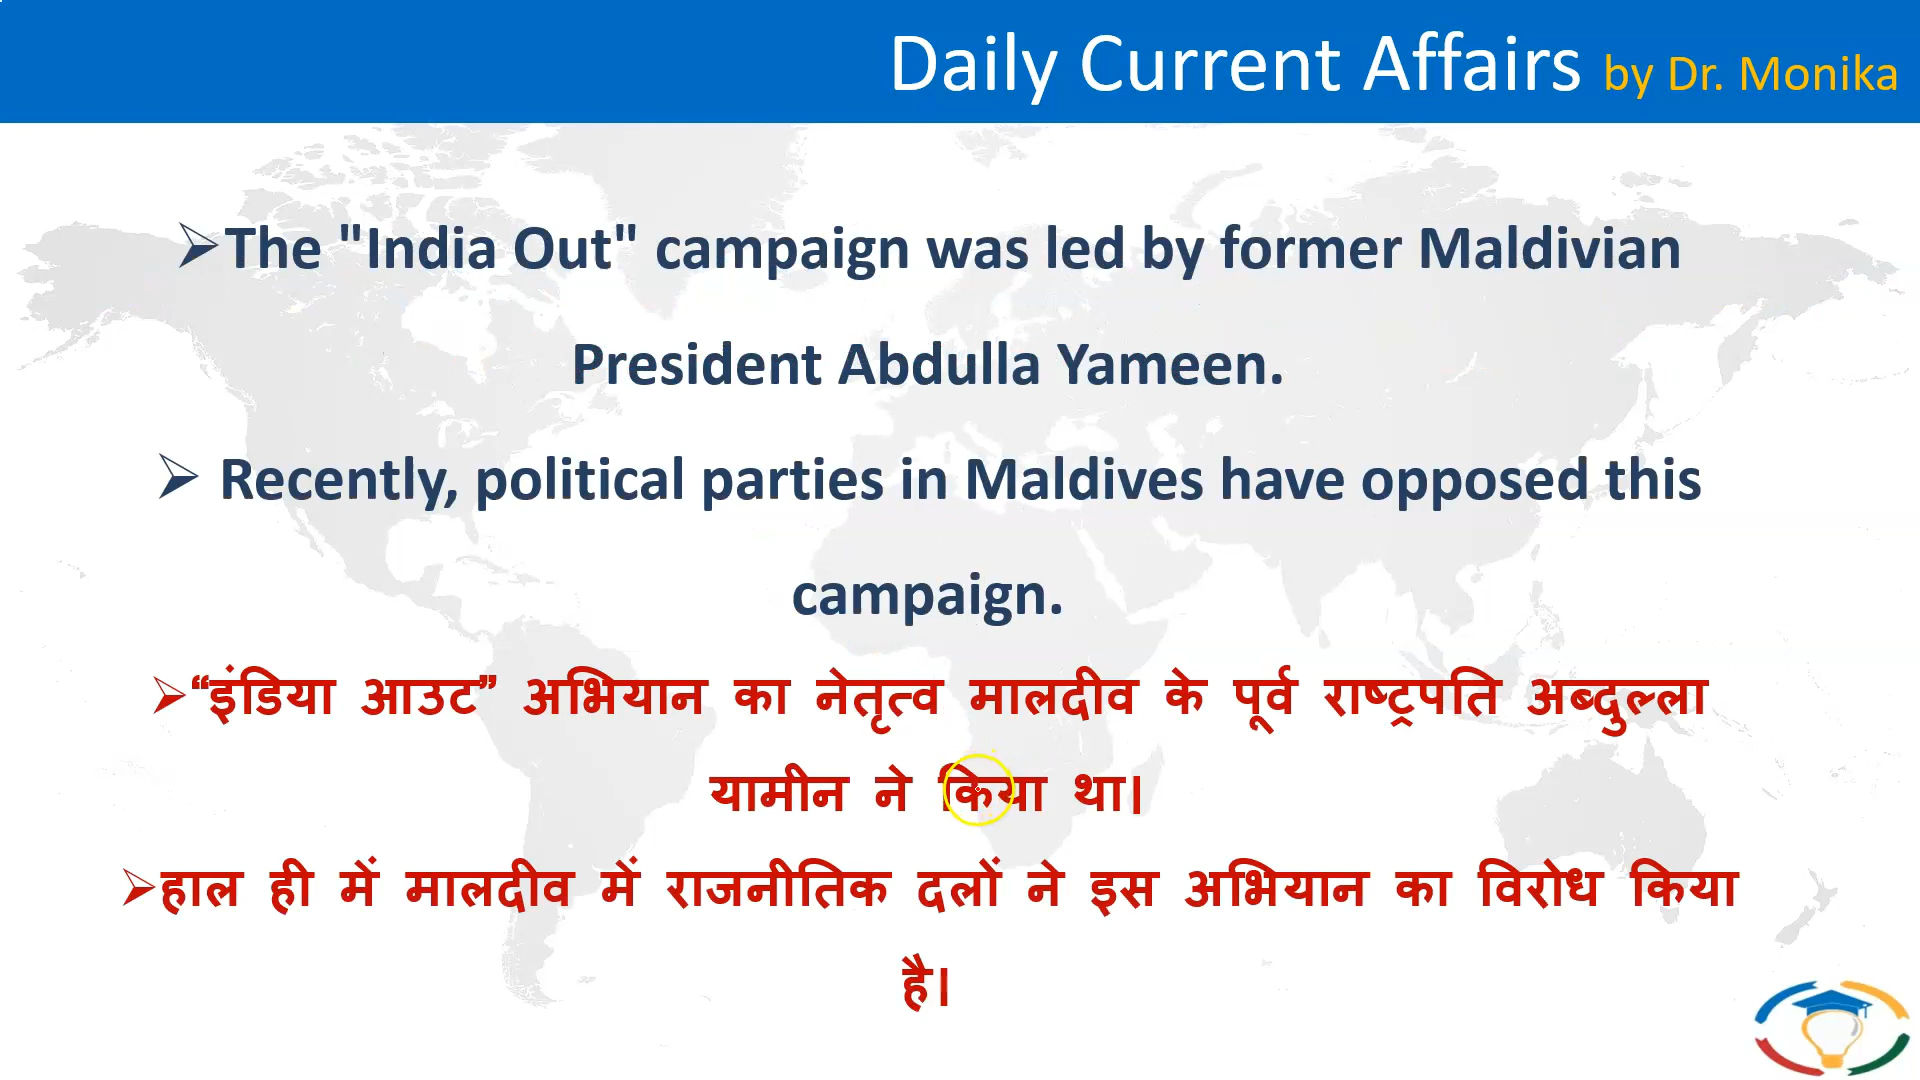 Daily Current Affairs by Dr. Monika
➢The "India Out" campaign was led by former Maldivian
President Abdulla Yameen.
➢ Recently, political parties in Maldives have opposed this
campaign.
➢“इंडिया आउट” अभियान का नेतृत्व मालदीव के पूर्व राष्ट्रपति अब्दुल्ला
यामीन ने किया था।
➢हाल ही में मालदीव में राजनीतिक दलों ने इस अभियान का विरोध किया
है।